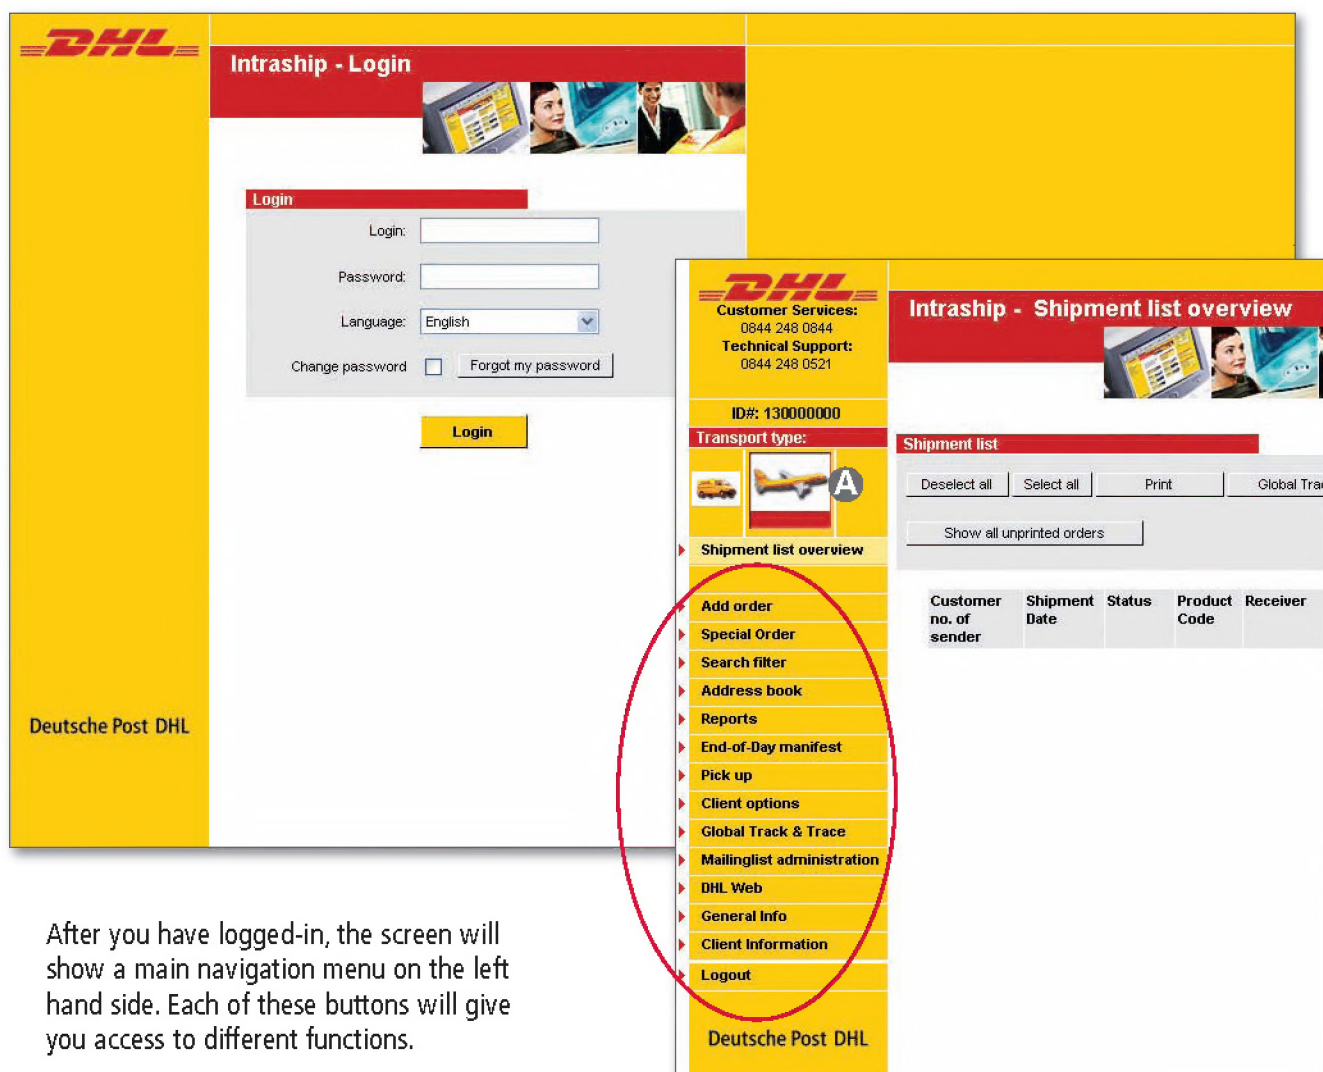 DHL
Intraship - Login
Login
Login:
Password:
Language: English
Change password Forgot my password
Login
Deutsche Post DHL
After you have logged-in, the screen will
show a main navigation menu on the left
hand side. Each of these buttons will give
you access to different functions.
DHL
Customer Services:
0844 248 0844
Technical Support:
0844 248 0521
ID#: 130000000
Transport type:
A
Shipment list overview
Add order
Special Order
Search filter
Address book
Reports
End-of-Day manifest
Pick up
Client options
Global Track & Trace
Mailinglist administration
DHL Web
General Info
Client Information
Logout
Deutsche Post DHL
Intraship - Shipment list overview
Shipment list
Deselect all Select all Print Global Trac
Show all unprinted orders
Customer Shipment Status Product Receiver
no. of Date Code
sender